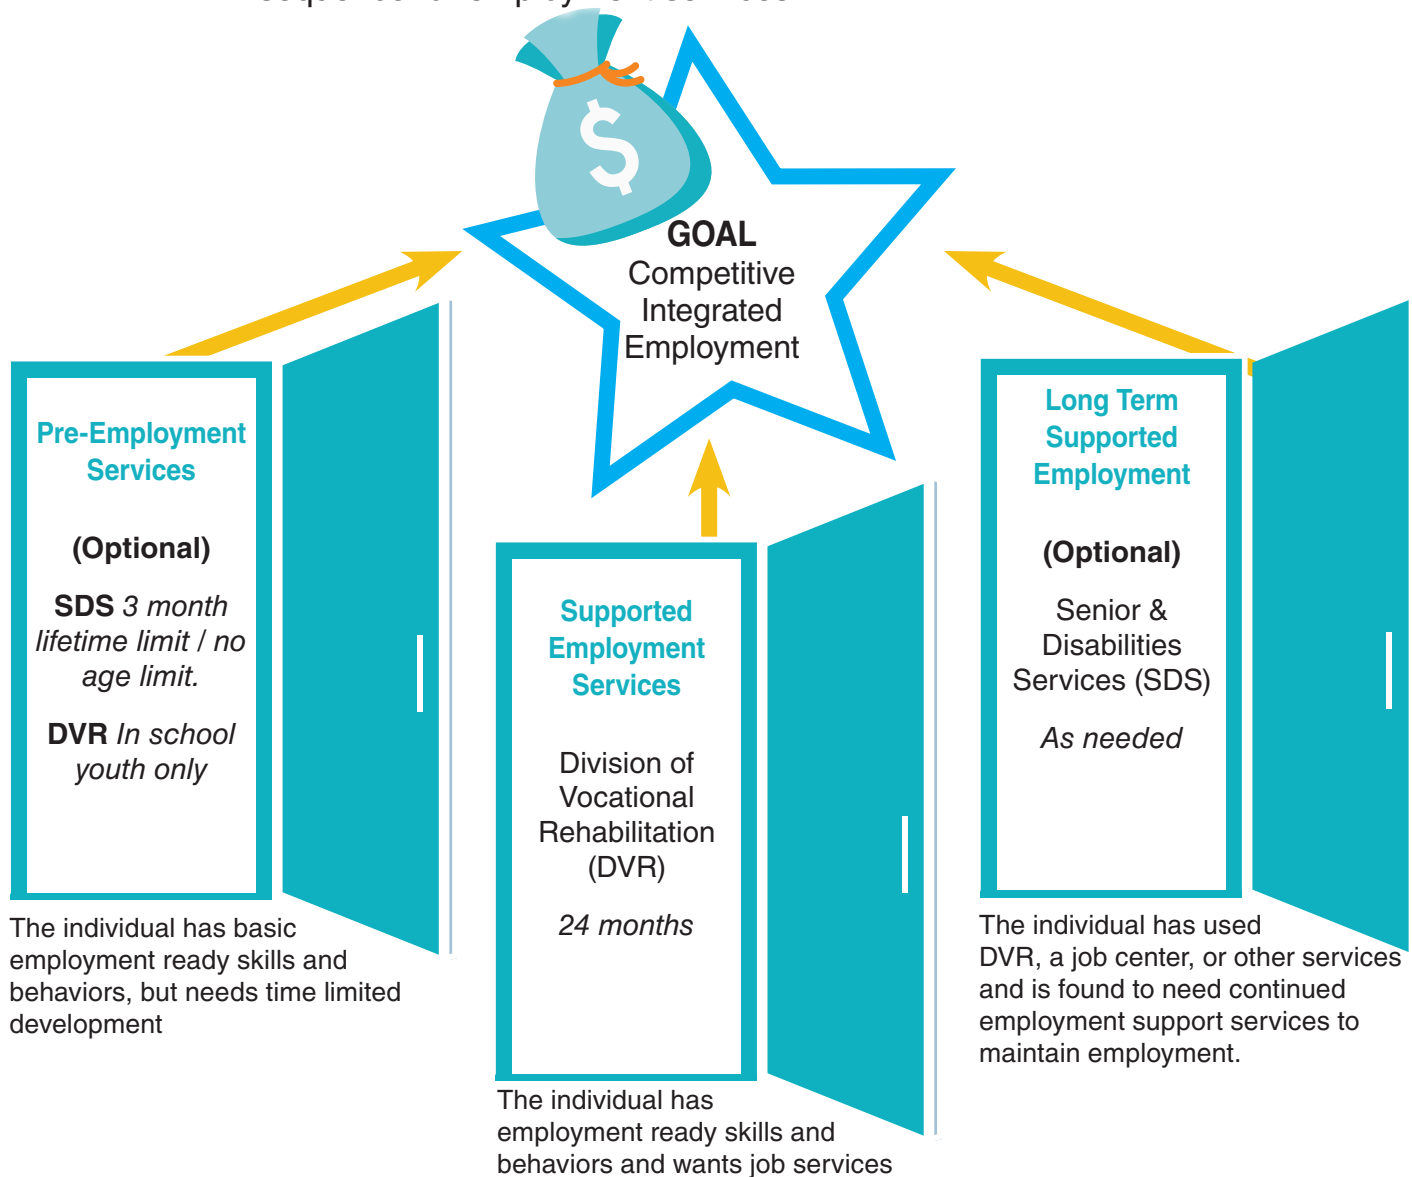 $
GOAL
Competitive
Integrated
Employment
Pre-Employment
Services
(Optional)
SDS 3 month
lifetime limit / no
age limit.
DVR In school
youth only
The individual has basic
employment ready skills and
behaviors, but needs time limited
development
Supported
Employment
Services
Division of
Vocational
Rehabilitation
(DVR)
24 months
The individual has
employment ready skills and
behaviors and wants job services
Long Term
Supported
Employment
(Optional)
Senior &
Disabilities
Services (SDS)
As needed
The individual has used
DVR, a job center, or other services
and is found to need continued
employment support services to
maintain employment.